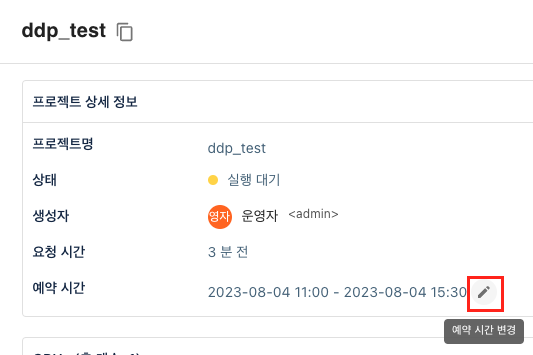 ddp_test
프로젝트 상세 정보
프로젝트명 ddp_test
상태 실행 대기
생성자 영자 운영자 <admin>
요청 시간 3 분 전
예약 시간 2023-08-04 11:00 - 2023-08-04 15:30
예약 시간 변경